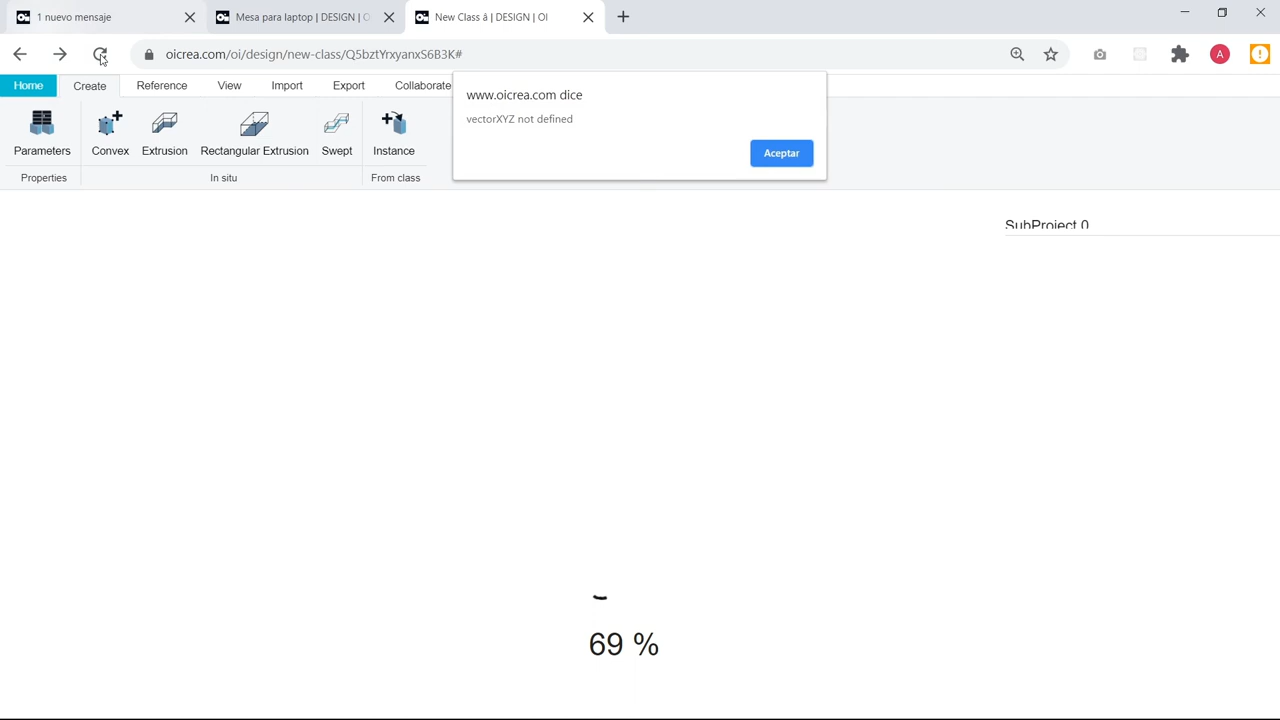 1 nuevo mensaje
Mesa para laptop | DESIGN | O
New Class â | DESIGN | OI
oicrea.com/oi/design/new-class/Q5bztYrxyanxS6B3K#
A
Home Create Reference View Import Export Collaborate
www.oicrea.com dice
vectorXYZ not defined
Aceptar
Parameters Convex Extrusion Rectangular Extrusion Swept Instance
Properties In situ From class
SubProject 0
69 %